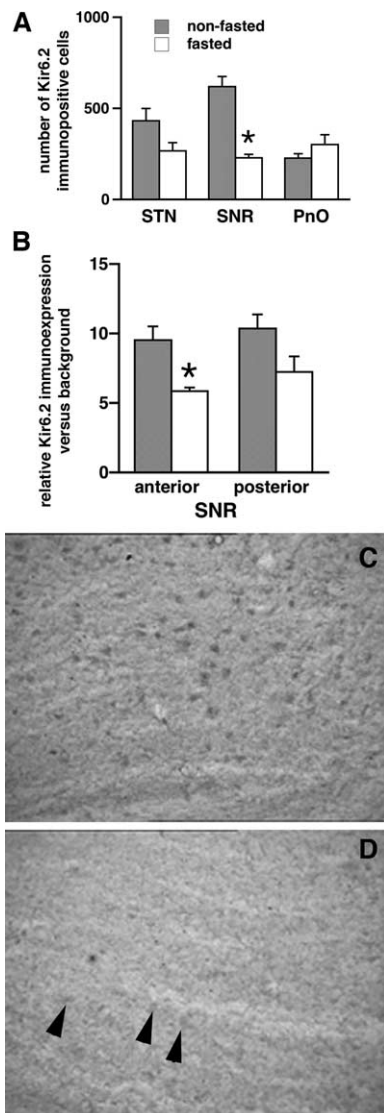 A
non-fasted
fasted
number of Kir6.2
immunopositive cells
1000
500
0
*
STN SNR PnO
B
relative Kir6.2 immunoexpression
versus background
15
10
5
0
*
anterior posterior
SNR
C
D